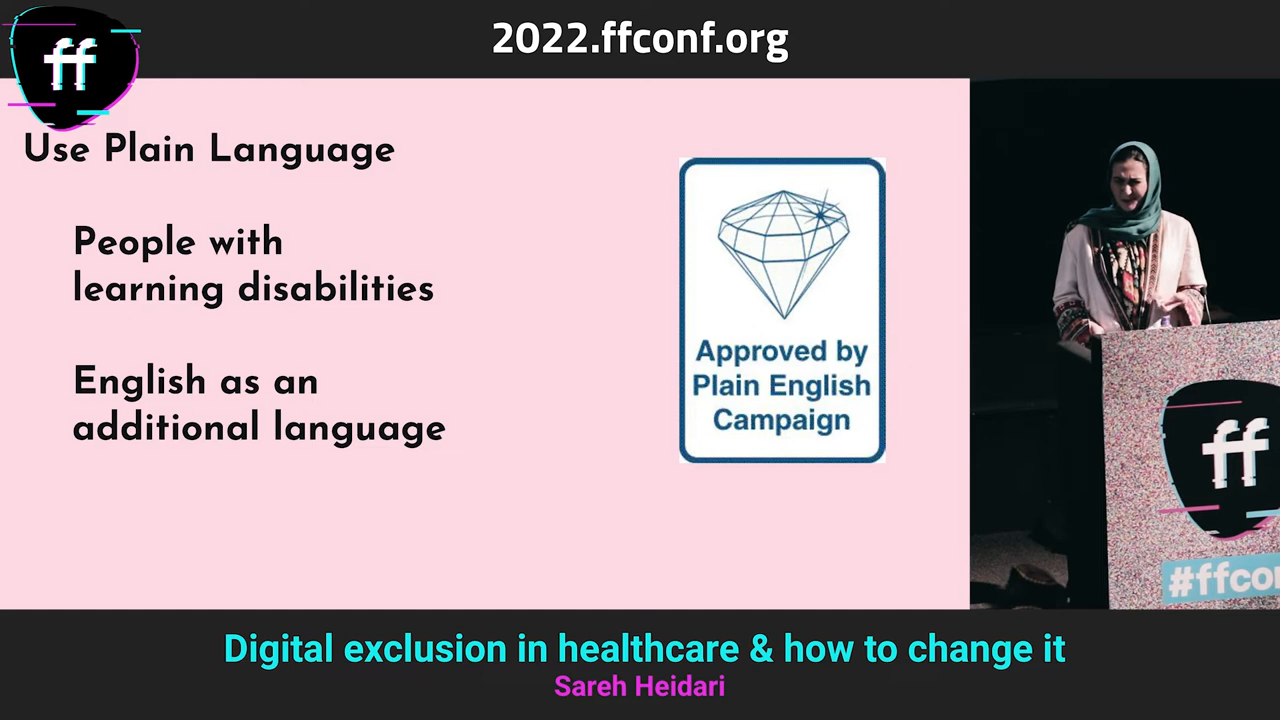 2022.ffconf.org
ff
Use Plain Language
People with
learning disabilities
English as an
additional language
Approved by
Plain English
Campaign
ff
#ffcon
Digital exclusion in healthcare & how to change it
Sareh Heidari